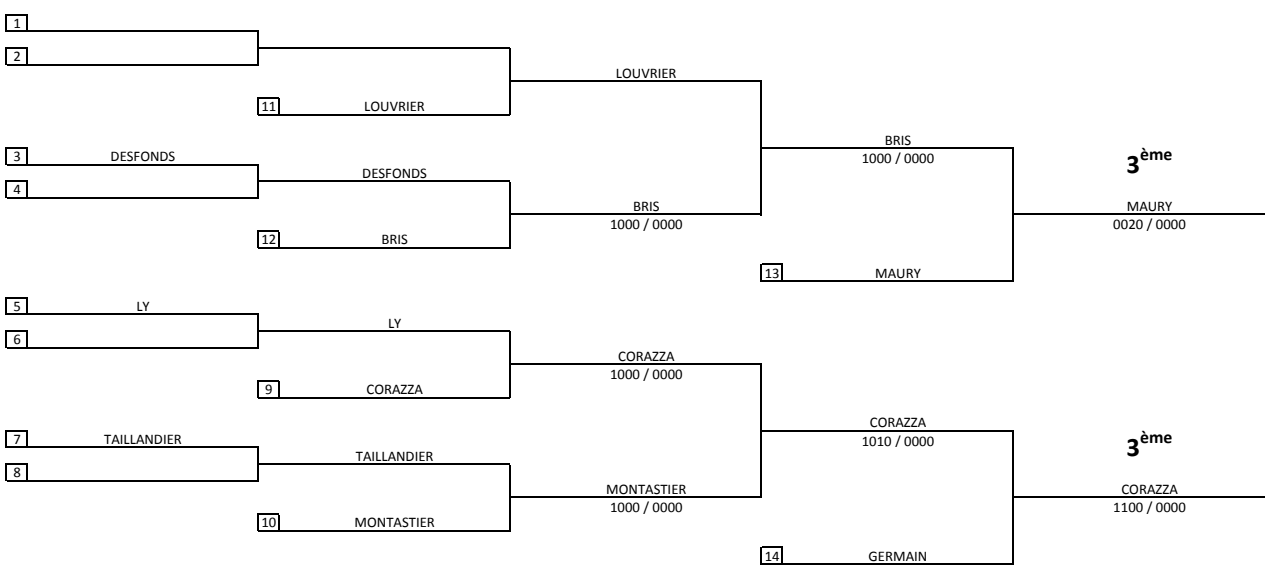 1
2
LOUVRIER
11 LOUVRIER
BRIS
1000 / 0000
3 DESFONDS
3ème
DESFONDS
4
BRIS
1000 / 0000
MAURY
0020 / 0000
12 BRIS
13 MAURY
5 LY
LY
6
CORAZZA
1000 / 0000
9 CORAZZA
CORAZZA
1010 / 0000
7 TAILLANDIER
3ème
TAILLANDIER
8
MONTASTIER
1000 / 0000
CORAZZA
1100 / 0000
10 MONTASTIER
14 GERMAIN